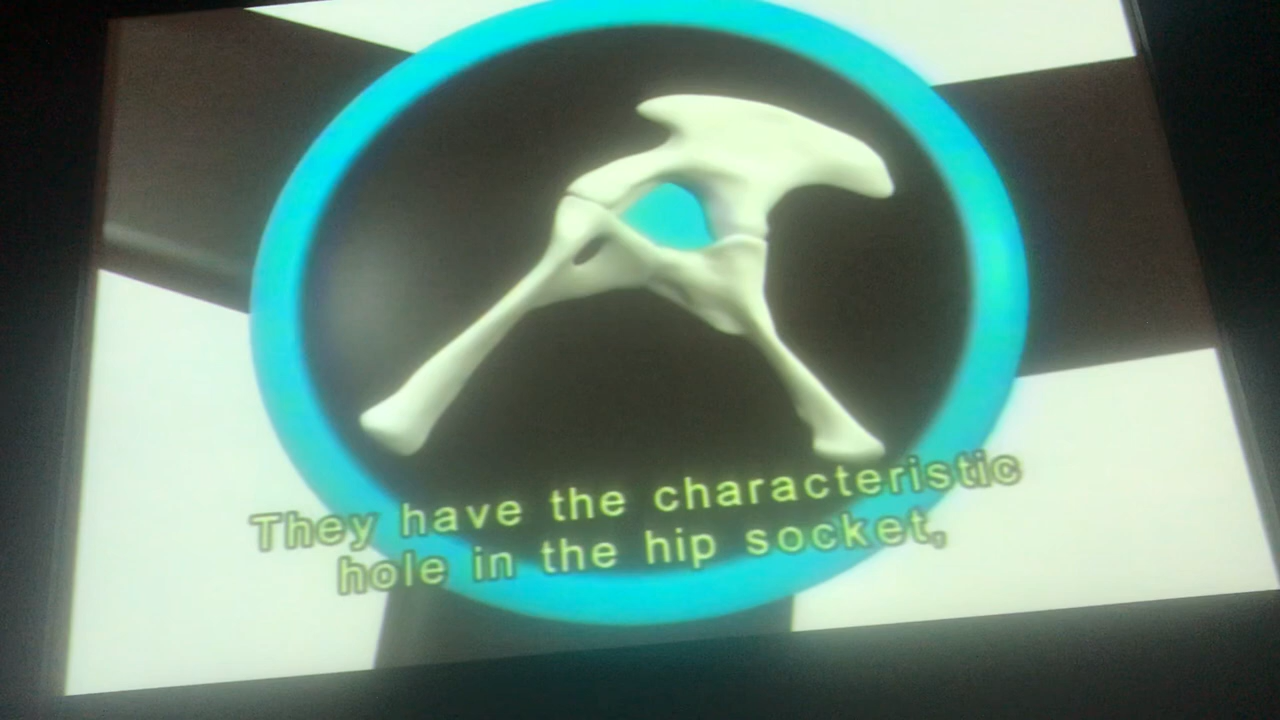 They have the characteristic
hole in the hip socket,